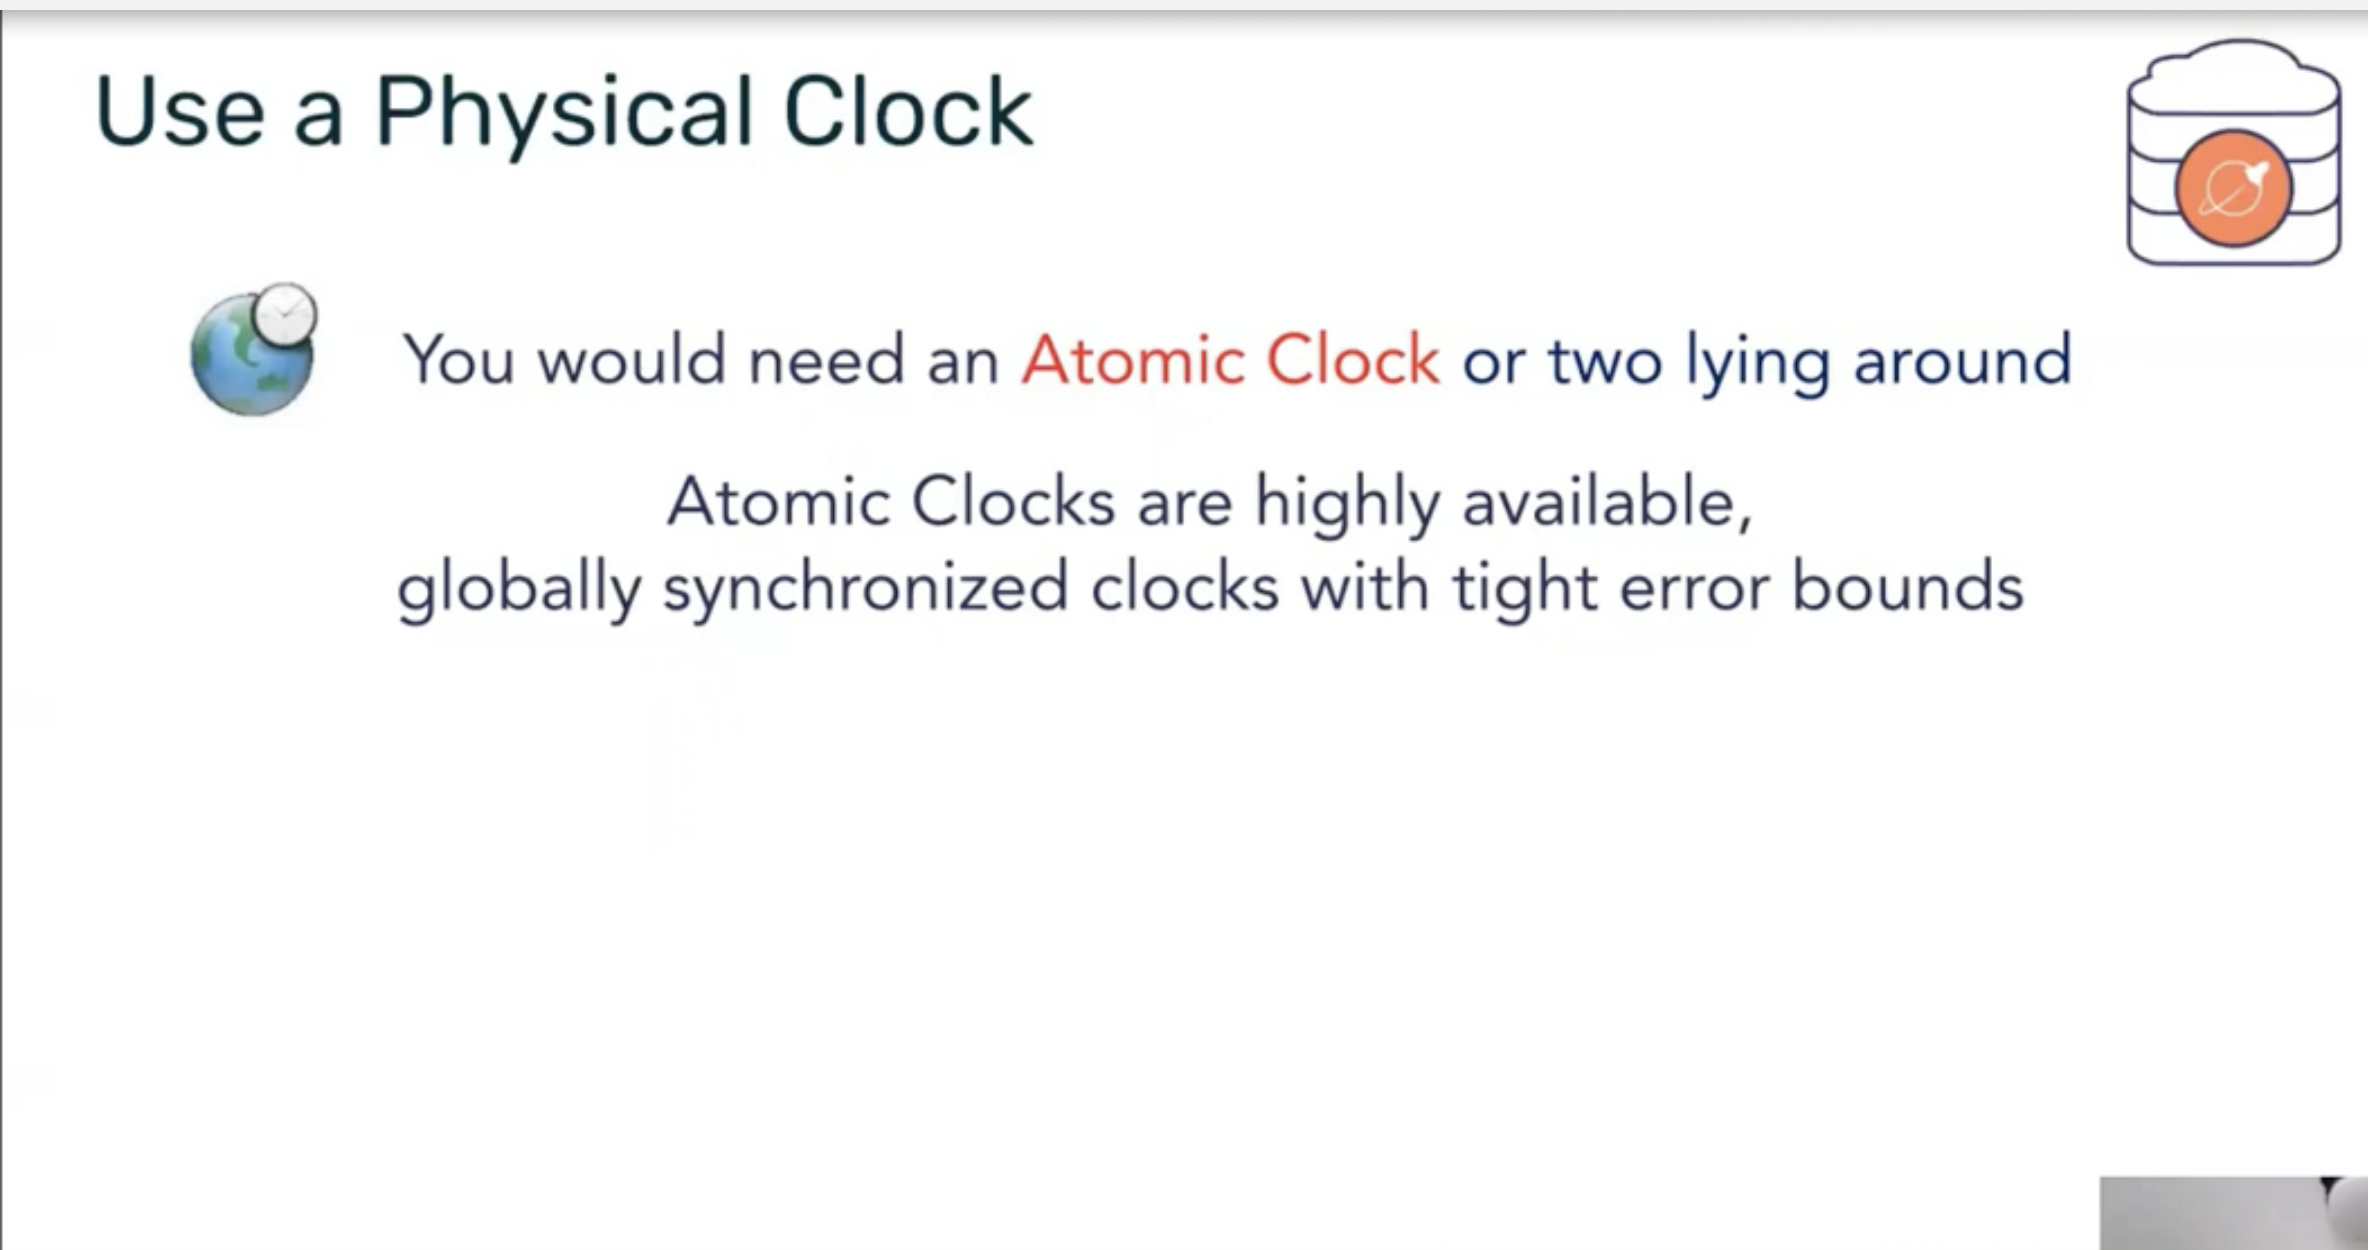 Use a Physical Clock
You would need an Atomic Clock or two lying around
Atomic Clocks are highly available,
globally synchronized clocks with tight error bounds